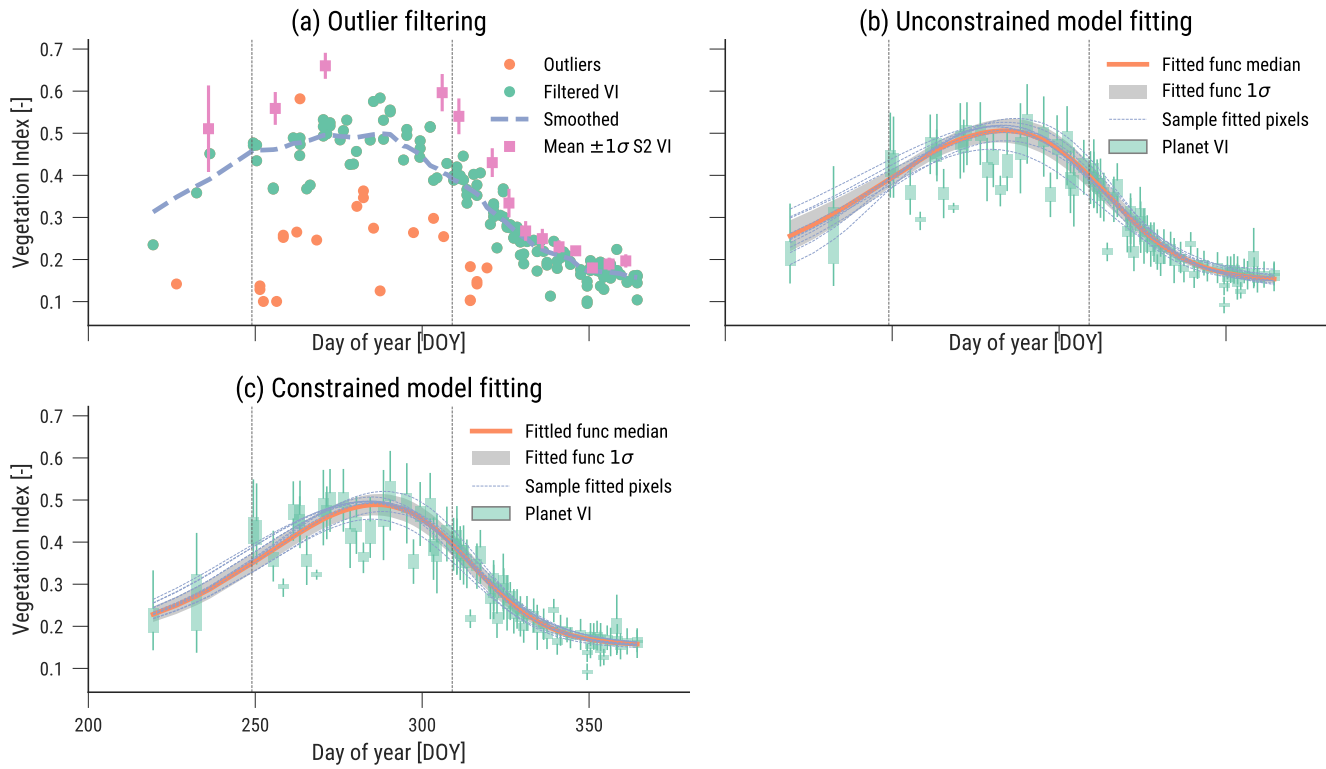 (a) Outlier filtering
0.7
0.6
0.5
0.4
0.3
0.2
0.1
Vegetation Index [-]
Outliers
Filtered VI
Smoothed
Mean ±1σ S2 VI
Day of year [DOY]
(b) Unconstrained model fitting
Fitted func median
Fitted func 1σ
Sample fitted pixels
Planet VI
Day of year [DOY]
(c) Constrained model fitting
0.7
0.6
0.5
0.4
0.3
0.2
0.1
Vegetation Index [-]
Fittled func median
Fitted func 1σ
Sample fitted pixels
Planet VI
200 250 300 350
Day of year [DOY]